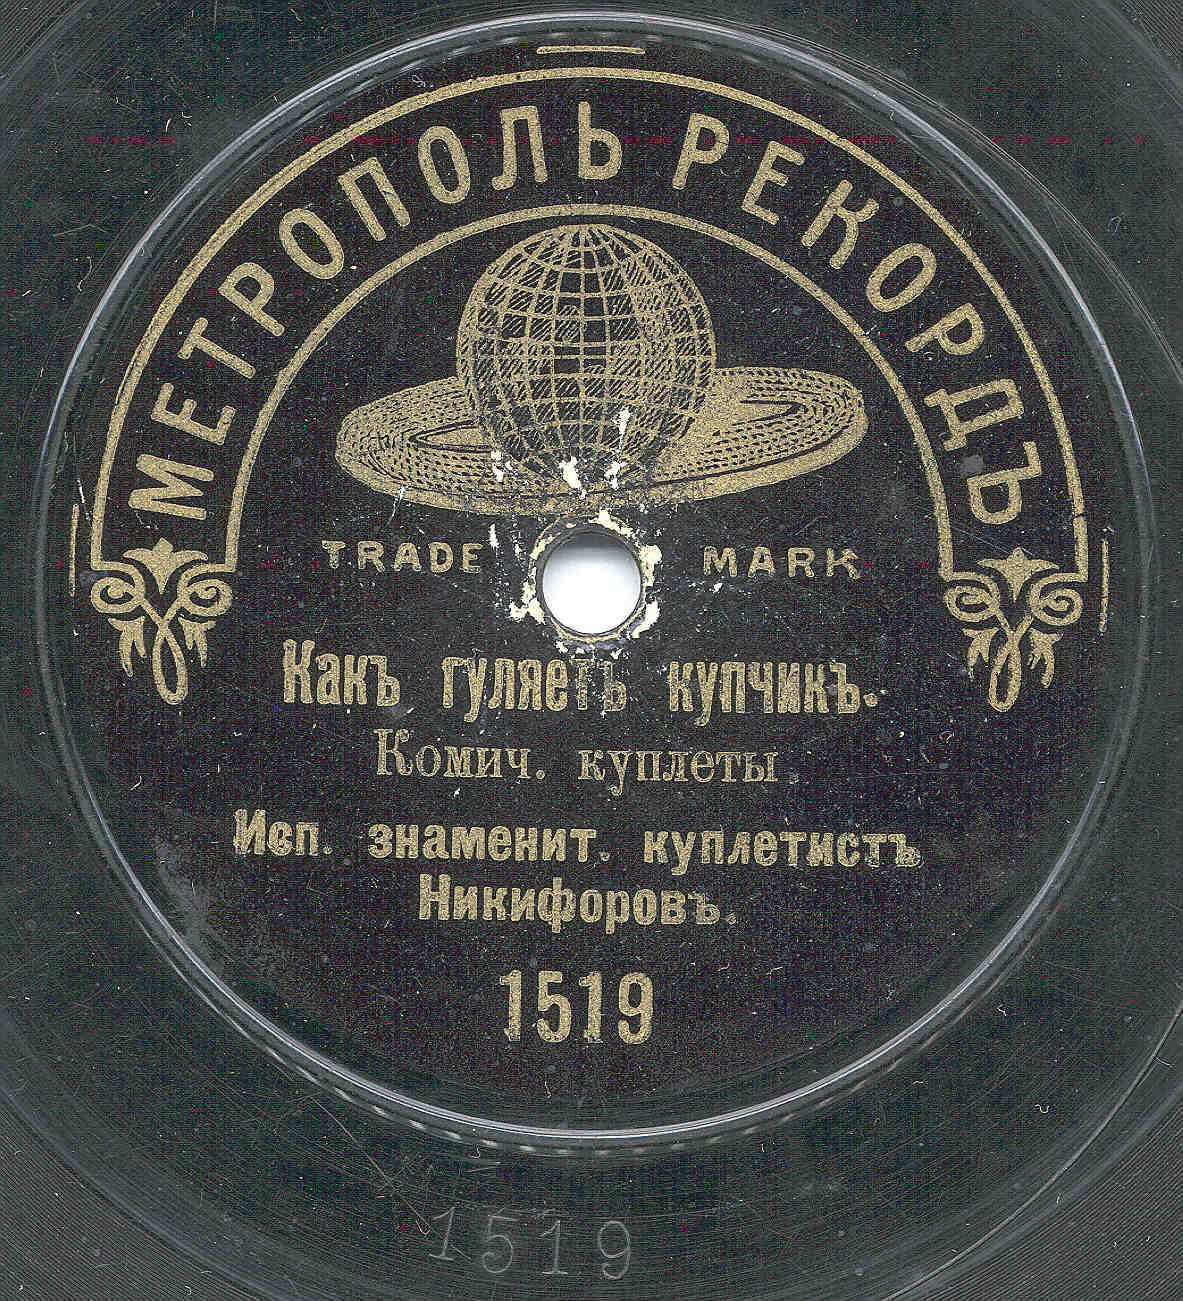 МЕТРОПОЛЬ РЕКОРДЪ
TRADE MARK
Какъ гуляетъ купчикъ.
Комич. куплеты
Исп. знаменит. куплетистъ
Никифоровъ.
1519
1519